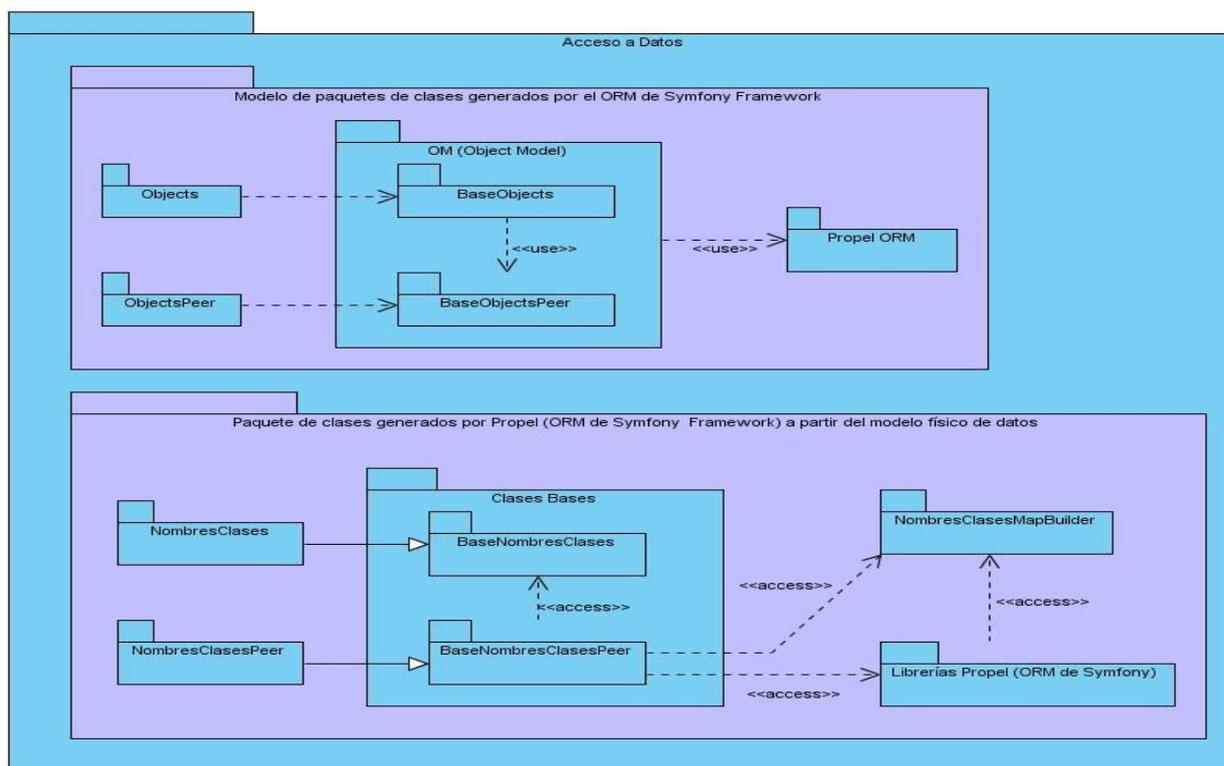 Acceso a Datos
Modelo de paquetes de clases generados por el ORM de Symfony Framework
OM (Object Model)
Objects
BaseObjects
<<use>>
Propel ORM
<<use>>
ObjectsPeer
BaseObjectsPeer
Paquete de clases generados por Propel (ORM de Symfony Framework) a partir del modelo físico de datos
Clases Bases
NombresClases
BaseNombresClases
NombresClasesMapBuilder
<<access>>
<<access>>
<<access>>
NombresClasesPeer
BaseNombresClasesPeer
Librerías Propel (ORM de Symfony)
<<access>>